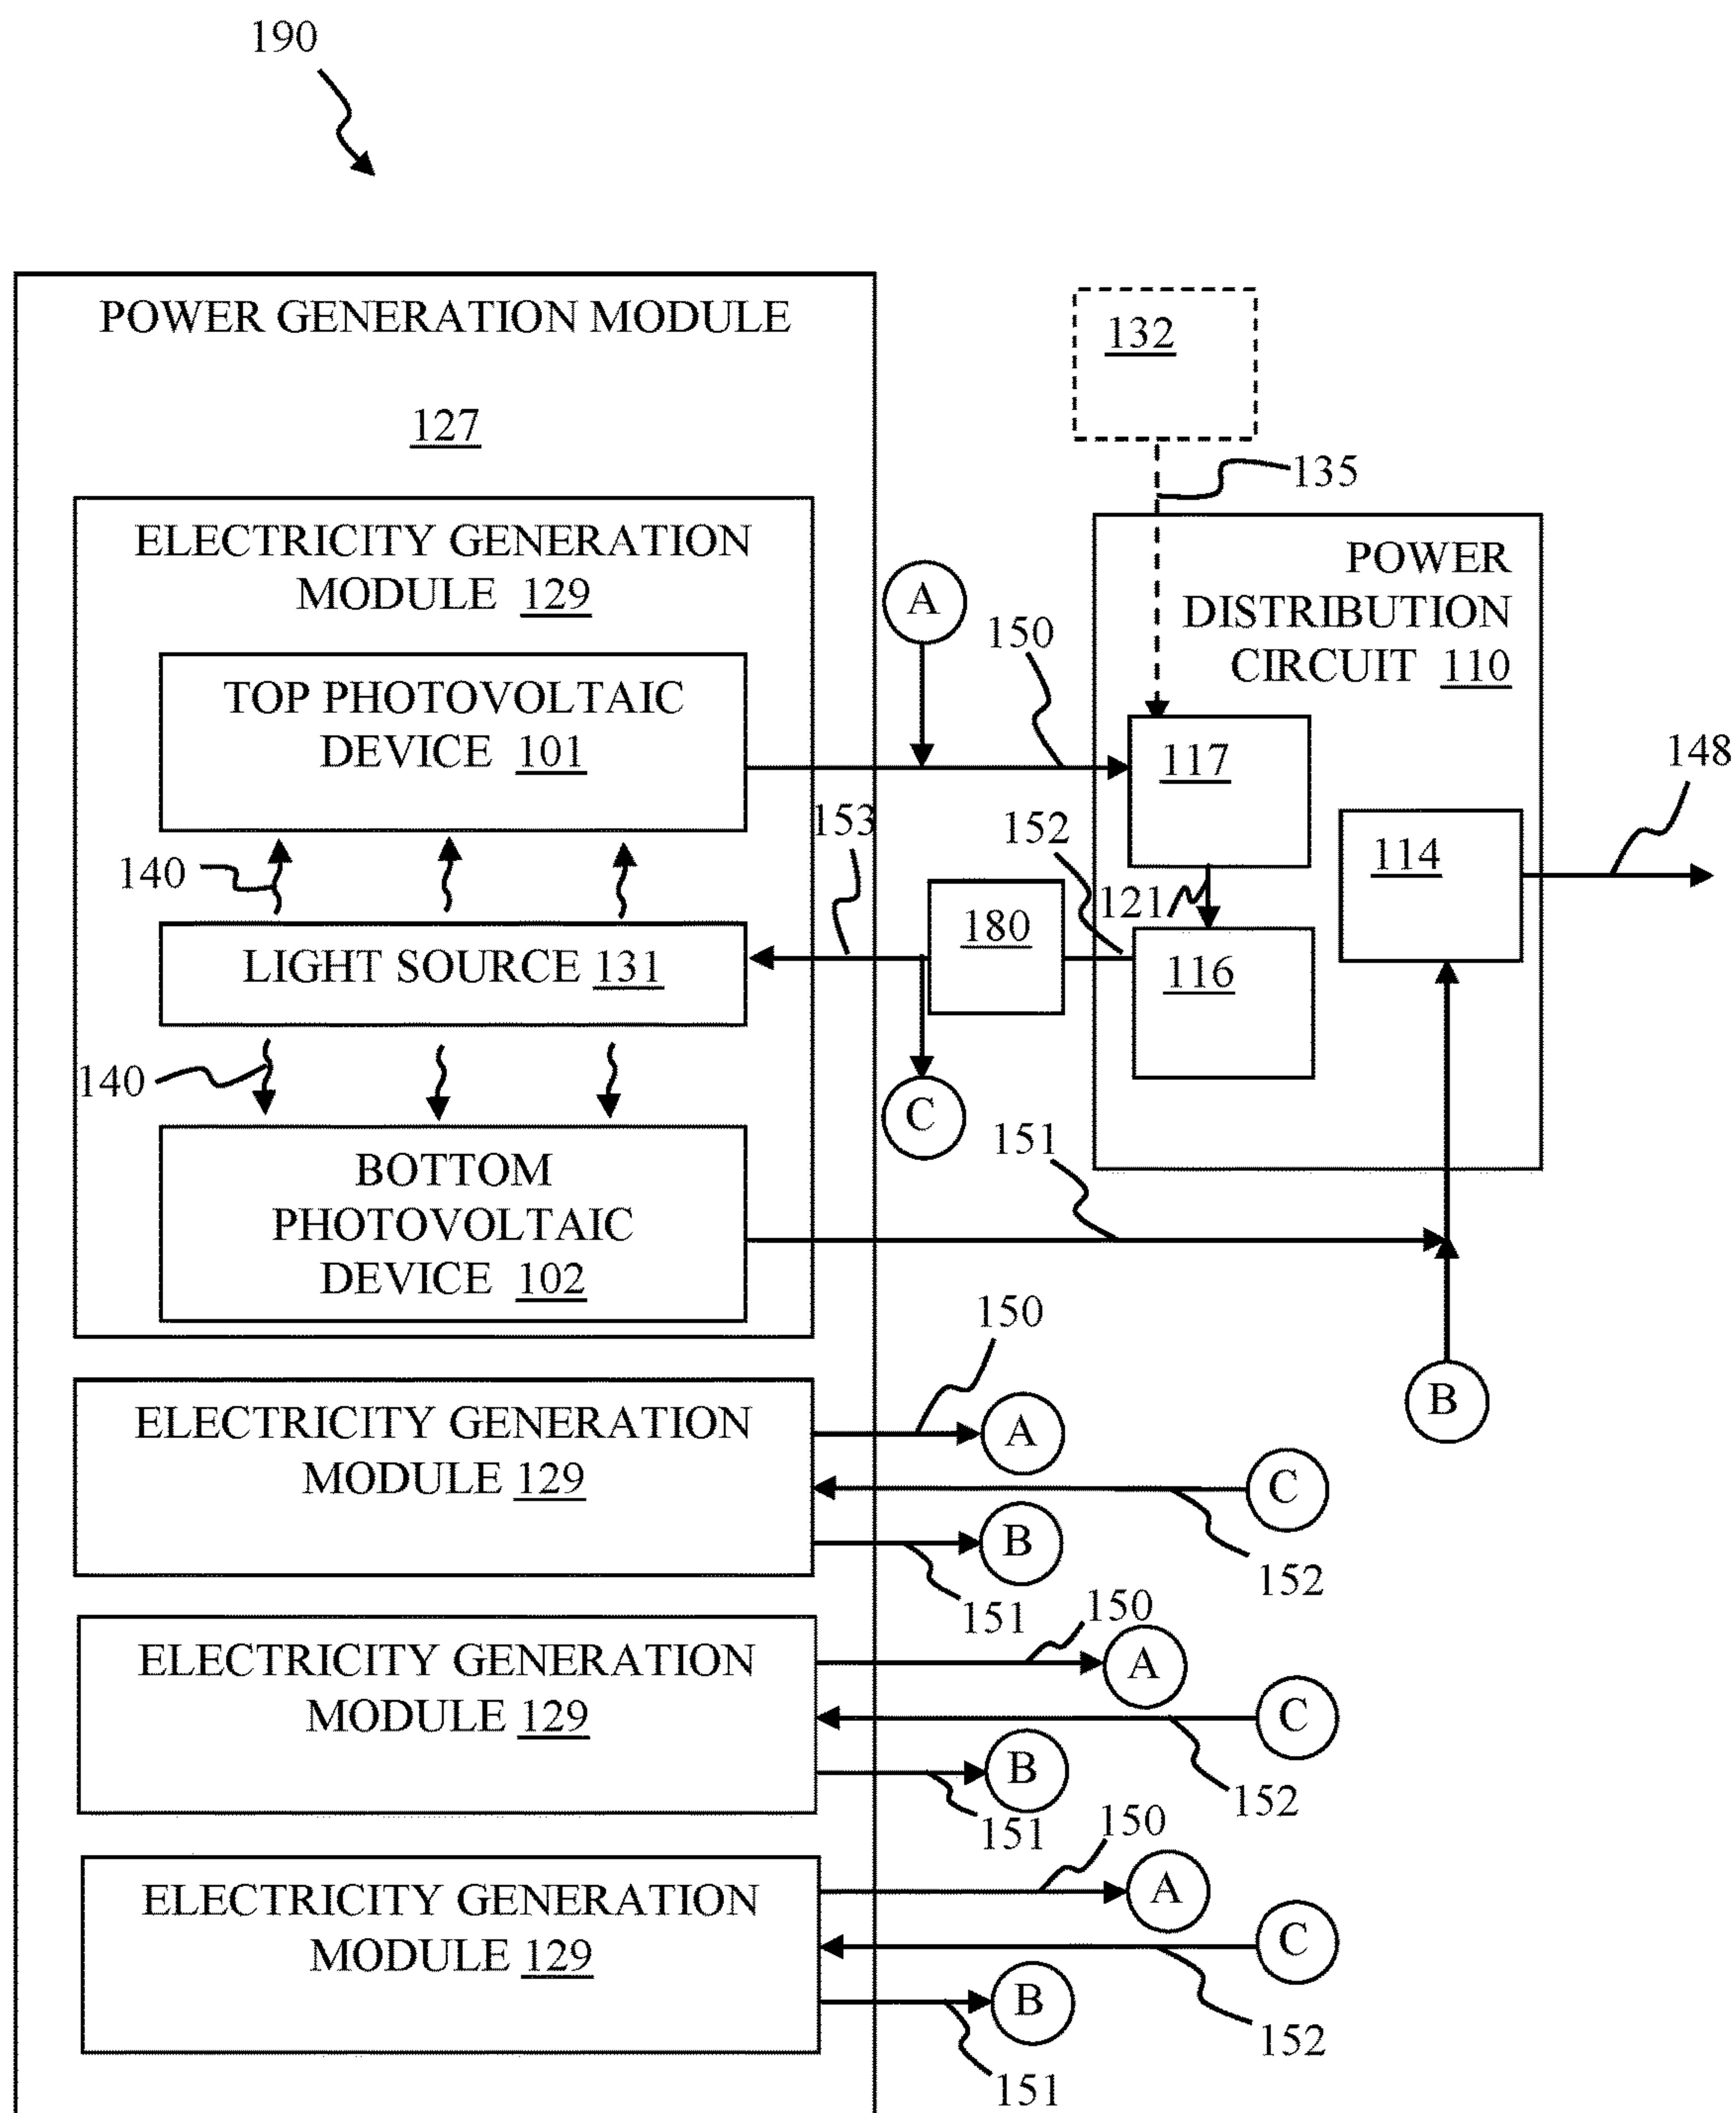 190
POWER GENERATION MODULE
127
132
135
ELECTRICITY GENERATION
MODULE 129
POWER
DISTRIBUTION
CIRCUIT 110
A
150
TOP PHOTOVOLTAIC
DEVICE 101
117
148
153
152
114
140
121
180
LIGHT SOURCE 131
116
140
C
151
BOTTOM
PHOTOVOLTAIC
DEVICE 102
150
B
ELECTRICITY GENERATION
MODULE 129
A
C
B
152
151
150
ELECTRICITY GENERATION
MODULE 129
A
C
B
152
151
150
ELECTRICITY GENERATION
MODULE 129
A
C
B
152
151